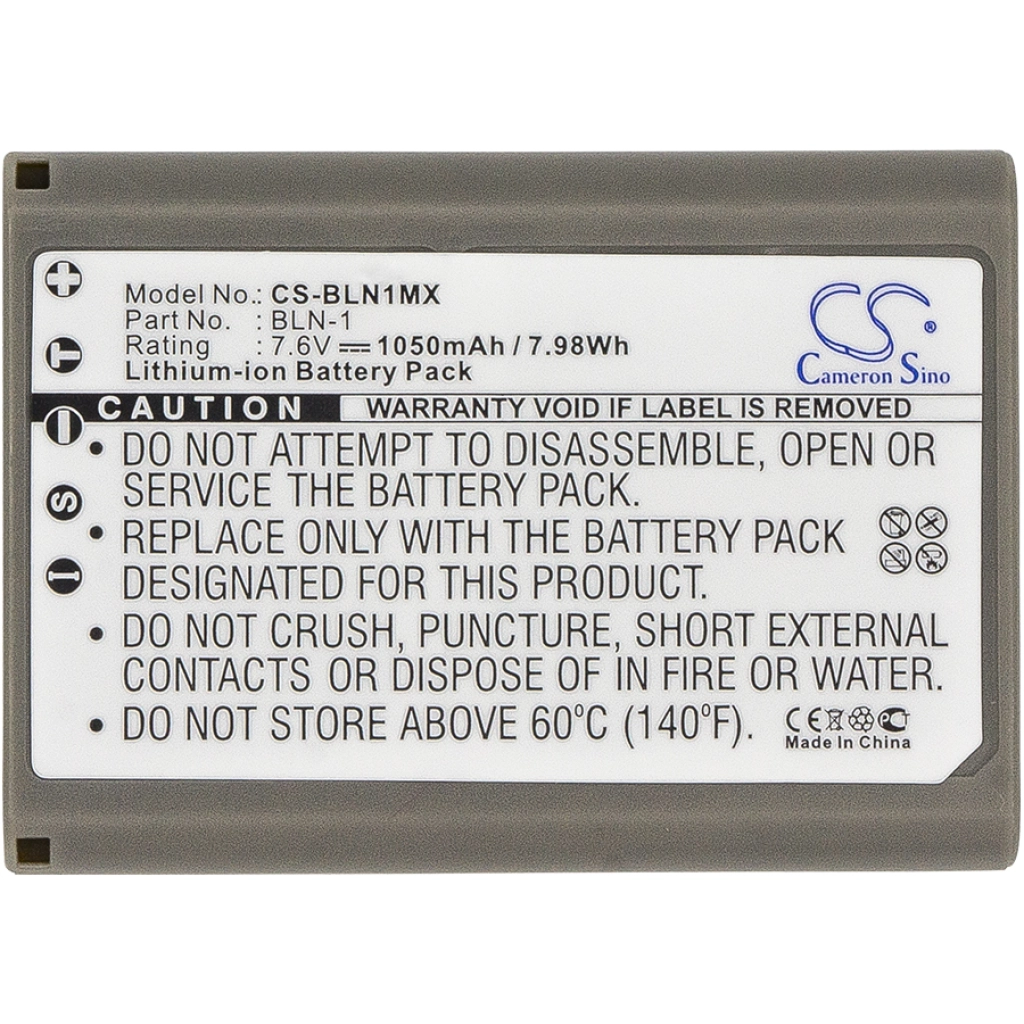 Model No.: CS-BLN1MX
Part No. : BLN-1
Rating : 7.6V 1050mAh / 7.98Wh
Lithium-ion Battery Pack
CS ®
Cameron Sino
CAUTION WARRANTY VOID IF LABEL IS REMOVED
• DO NOT ATTEMPT TO DISASSEMBLE, OPEN OR
SERVICE THE BATTERY PACK.
• REPLACE ONLY WITH THE BATTERY PACK
DESIGNATED FOR THIS PRODUCT.
• DO NOT CRUSH, PUNCTURE, SHORT EXTERNAL
CONTACTS OR DISPOSE OF IN FIRE OR WATER.
• DO NOT STORE ABOVE 60°C (140°F).
+
T
–
S
I
CE PCT
Made In China